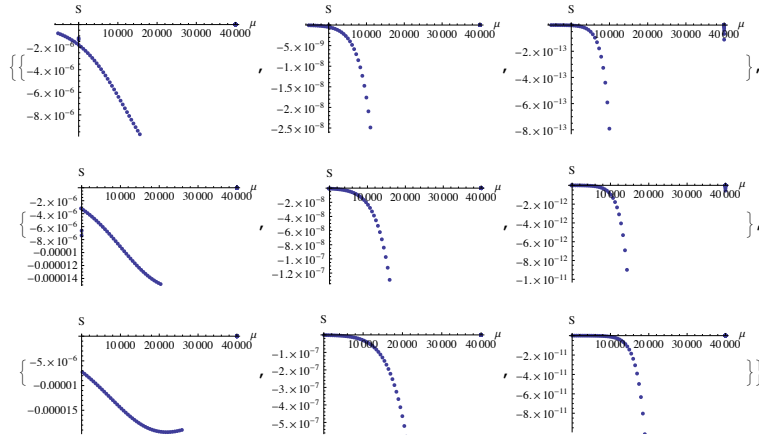 S S S
10000 20000 30000 40000 μ 10000 20000 30000 40000 μ 10000 20000 30000 40000 μ
-2.×10^-6 -5.×10^-9 -2.×10^-13
{{ -4.×10^-6 , -1.×10^-8 , -4.×10^-13 },
-6.×10^-6 -1.5×10^-8 -6.×10^-13
-8.×10^-6 -2.×10^-8 -8.×10^-13
-2.5×10^-8
S S S
10000 20000 30000 40000 μ 10000 20000 30000 40000 μ 10000 20000 30000 40000 μ
-2.×10^-6 -2.×10^-8 -2.×10^-12
-4.×10^-6 -4.×10^-8 -4.×10^-12
{ -6.×10^-6 , -6.×10^-8 , -6.×10^-12 },
-8.×10^-6 -8.×10^-8 -8.×10^-12
-0.000012 -1.×10^-7 -1.×10^-11
-0.000014 -1.2×10^-7
S S S
10000 20000 30000 40000 μ 10000 20000 30000 40000 μ 10000 20000 30000 40000 μ
-5.×10^-6 -1.×10^-7 -2.×10^-11
{ -0.00001 , -2.×10^-7 , -4.×10^-11 }}
-0.000015 -3.×10^-7 -6.×10^-11
-4.×10^-7 -8.×10^-11
-5.×10^-7